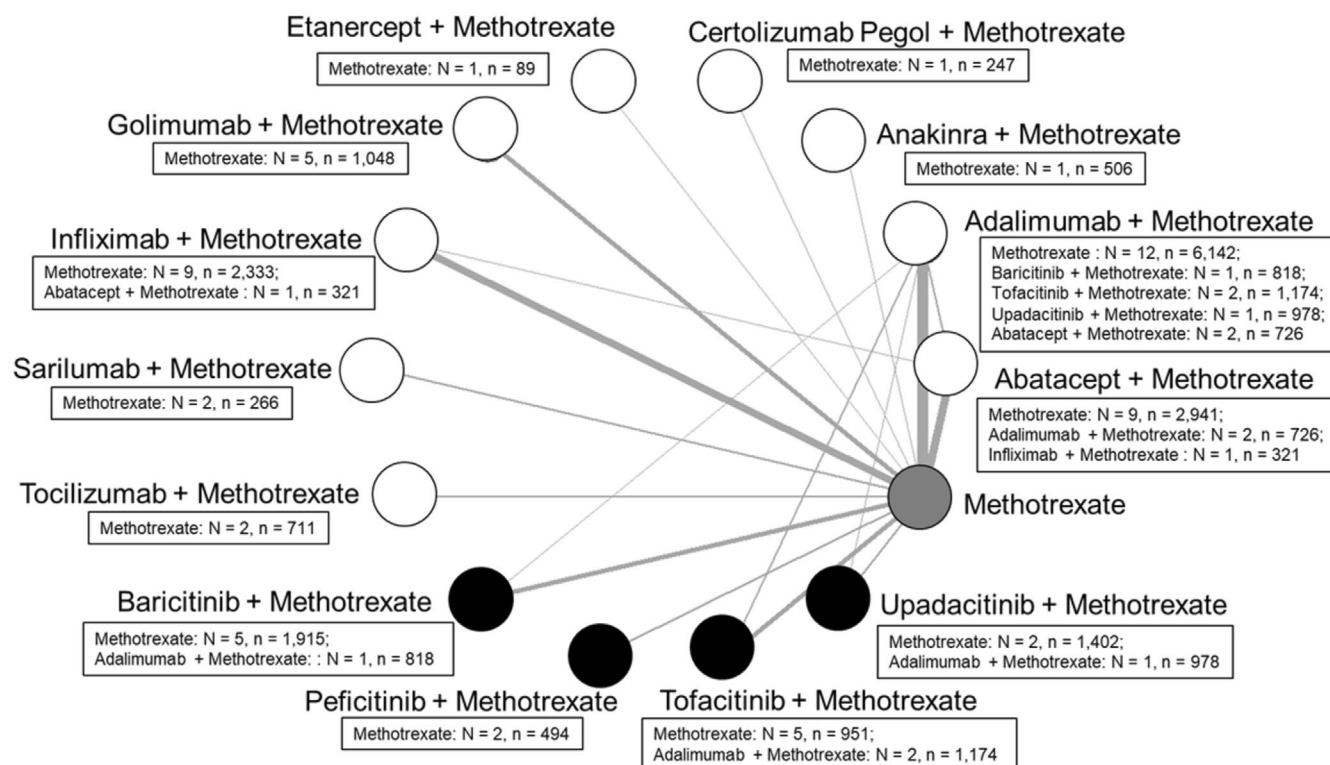 Etanercept + Methotrexate
Methotrexate: N = 1, n = 89
Certolizumab Pegol + Methotrexate
Methotrexate: N = 1, n = 247
Golimumab + Methotrexate
Methotrexate: N = 5, n = 1,048
Anakinra + Methotrexate
Methotrexate: N = 1, n = 506
Infliximab + Methotrexate
Methotrexate: N = 9, n = 2,333;
Abatacept + Methotrexate : N = 1, n = 321
Adalimumab + Methotrexate
Methotrexate : N = 12, n = 6,142;
Baricitinib + Methotrexate: N = 1, n = 818;
Tofacitinib + Methotrexate: N = 2, n = 1,174;
Upadacitinib + Methotrexate: N = 1, n = 978;
Abatacept + Methotrexate: N = 2, n = 726
Sarilumab + Methotrexate
Methotrexate: N = 2, n = 266
Abatacept + Methotrexate
Methotrexate: N = 9, n = 2,941;
Adalimumab + Methotrexate: N = 2, n = 726;
Infliximab + Methotrexate : N = 1, n = 321
Tocilizumab + Methotrexate
Methotrexate: N = 2, n = 711
Methotrexate
Baricitinib + Methotrexate
Methotrexate: N = 5, n = 1,915;
Adalimumab + Methotrexate: : N = 1, n = 818
Upadacitinib + Methotrexate
Methotrexate: N = 2, n = 1,402;
Adalimumab + Methotrexate: N = 1, n = 978
Peficitinib + Methotrexate
Methotrexate: N = 2, n = 494
Tofacitinib + Methotrexate
Methotrexate: N = 5, n = 951;
Adalimumab + Methotrexate: N = 2, n = 1,174